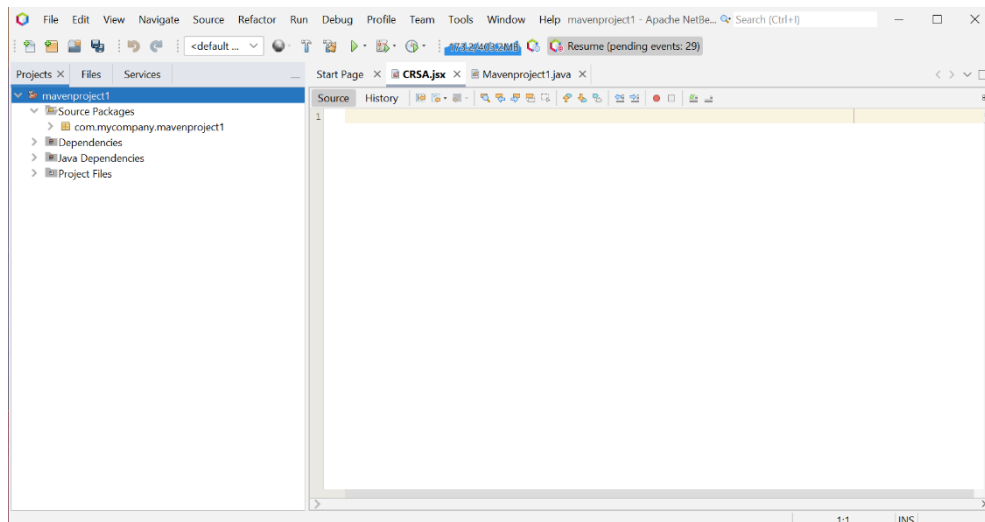 File Edit View Navigate Source Refactor Run Debug Profile Team Tools Window Help mavenproject1 - Apache NetBe... Search (Ctrl+I)
<default ... Resume (pending events: 29)
Projects Files Services Start Page CRSA.jsx Mavenproject1.java
mavenproject1
Source History
Source Packages
1
com.mycompany.mavenproject1
Dependencies
Java Dependencies
Project Files
1:1 INS